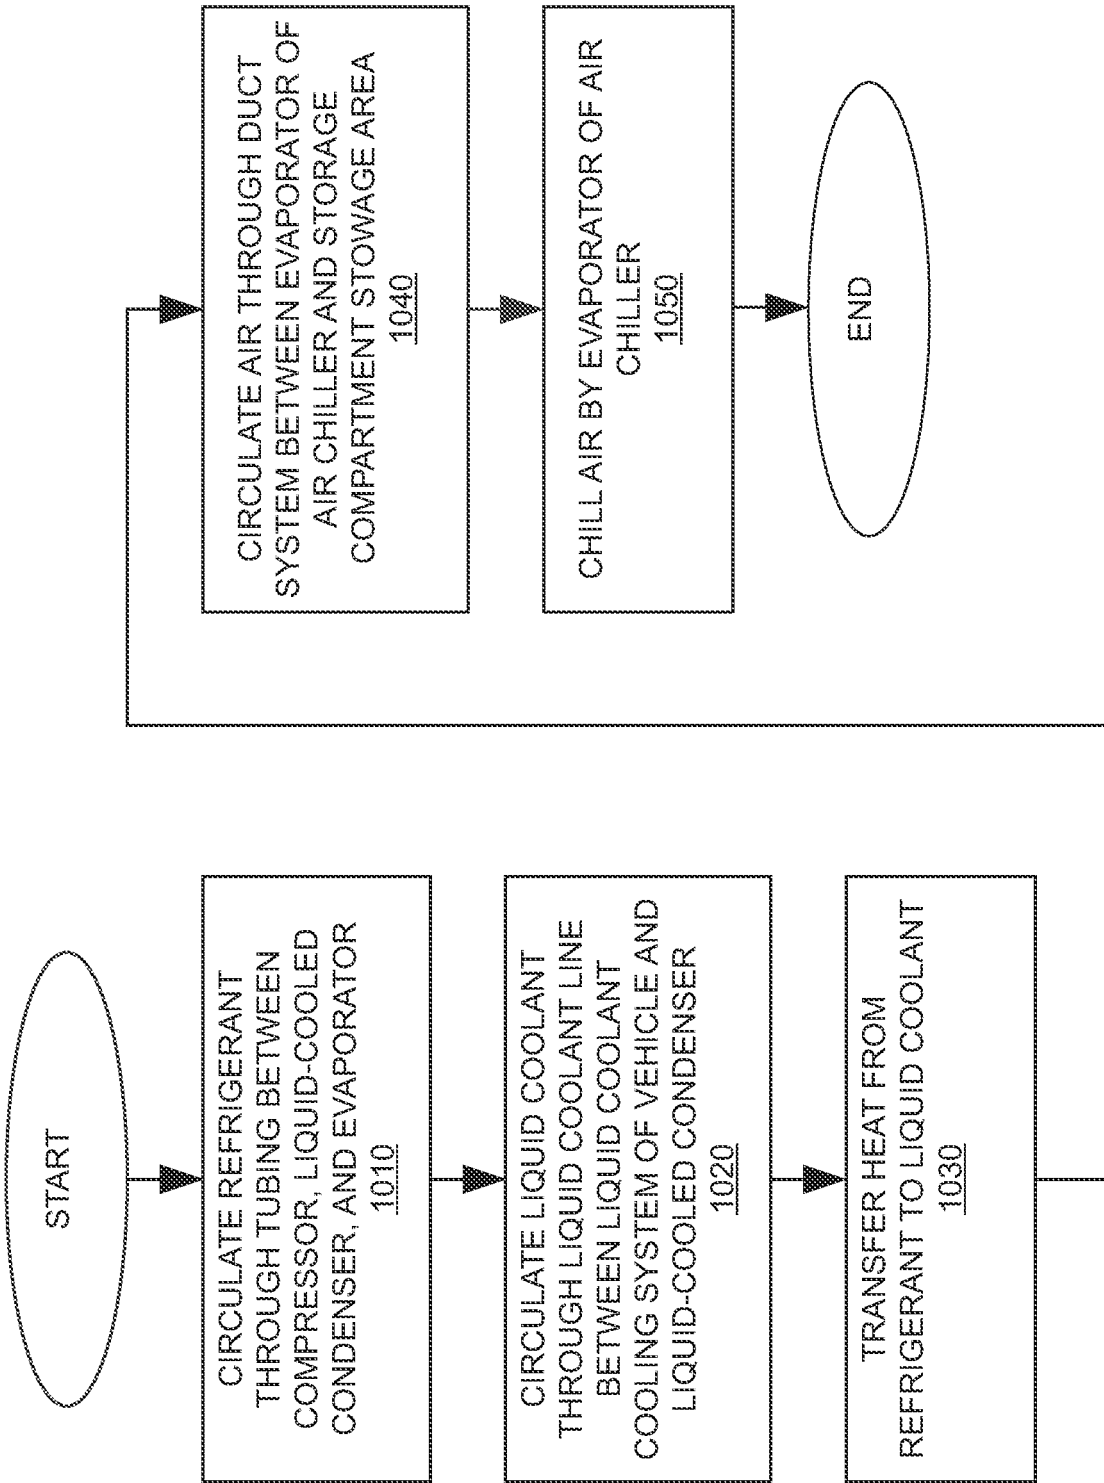 START
CIRCULATE REFRIGERANT
THROUGH TUBING BETWEEN
COMPRESSOR, LIQUID-COOLED
CONDENSER, AND EVAPORATOR
1010
CIRCULATE LIQUID COOLANT
THROUGH LIQUID COOLANT LINE
BETWEEN LIQUID COOLANT
COOLING SYSTEM OF VEHICLE AND
LIQUID-COOLED CONDENSER
1020
TRANSFER HEAT FROM
REFRIGERANT TO LIQUID COOLANT
1030
CIRCULATE AIR THROUGH DUCT
SYSTEM BETWEEN EVAPORATOR OF
AIR CHILLER AND STORAGE
COMPARTMENT STOWAGE AREA
1040
CHILL AIR BY EVAPORATOR OF AIR
CHILLER
1050
END